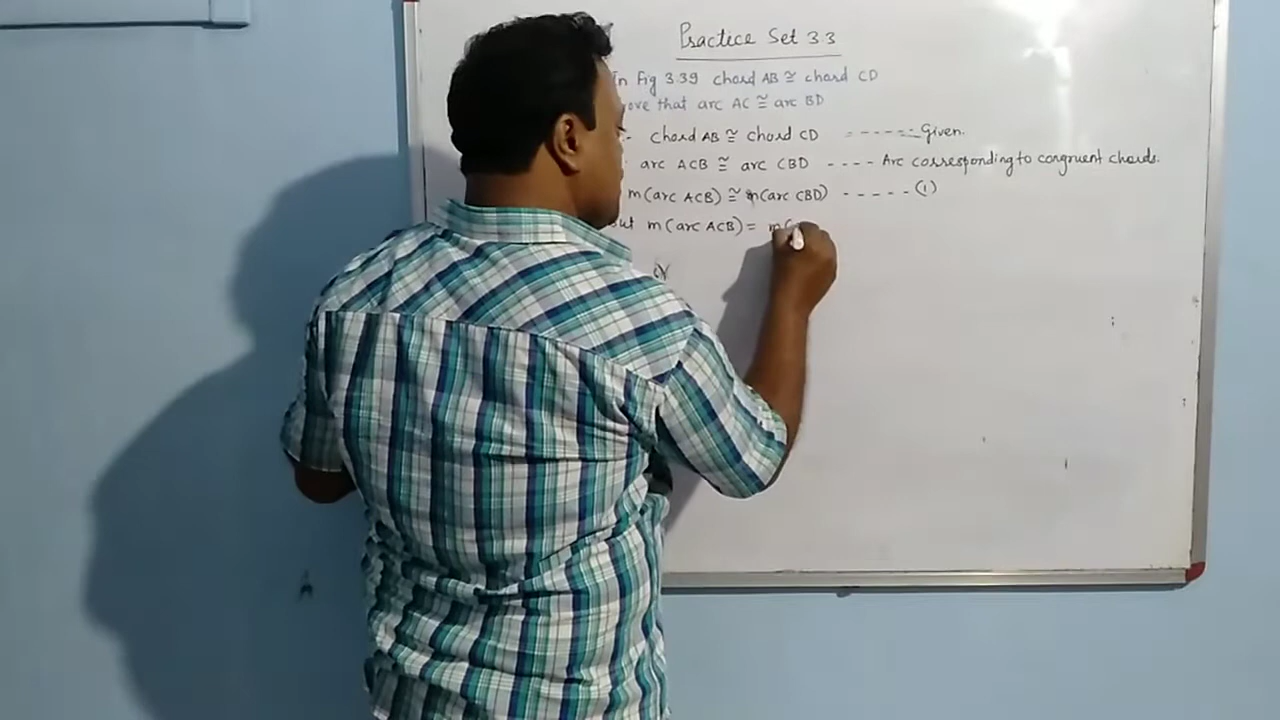 Practice Set 3.3
In Fig 3.39 chord AB ≅ chord CD
that arc AC ≅ arc BD
chord AB ≅ chord CD ------ Given.
arc ACB ≅ arc CBD ---- Arc corresponding to congruent chords.
m(arc ACB) ≅ m(arc CBD) ----- (1)
but m(arc ACB) = m(